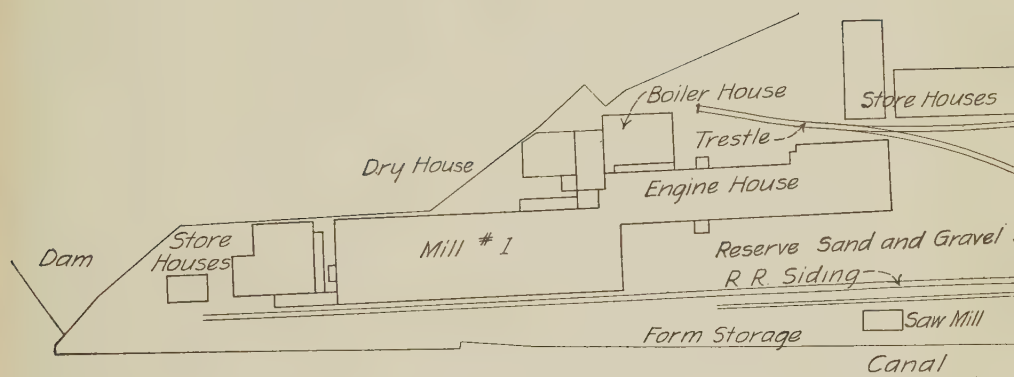 Boiler House
Store Houses
Trestle
Dry House
Engine House
Store
Houses
Mill #1
Dam
Reserve Sand and Gravel
R R. Siding
Form Storage
Saw Mill
Canal